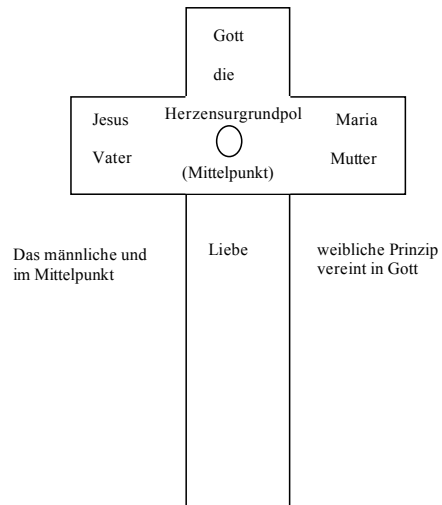 Gott
die
Jesus Herzensurgrundpol Maria
Vater Mutter
(Mittelpunkt)
Das männliche und Liebe weibliche Prinzip
im Mittelpunkt vereint in Gott